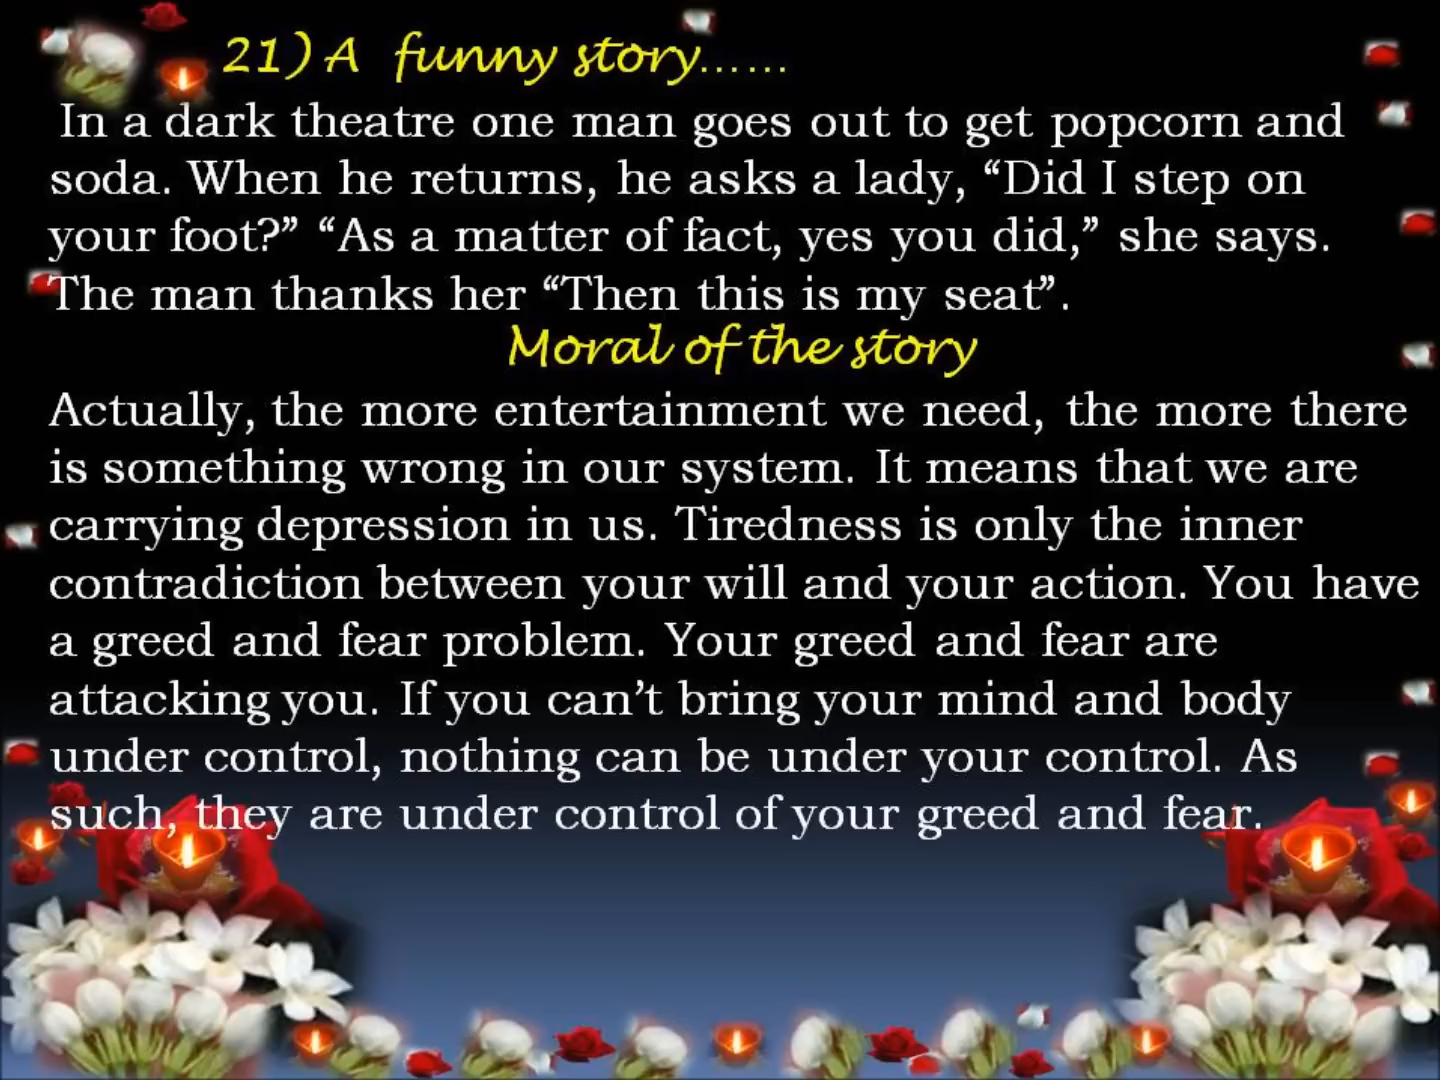 21) A funny story......
In a dark theatre one man goes out to get popcorn and
soda. When he returns, he asks a lady, “Did I step on
your foot?” “As a matter of fact, yes you did,” she says.
The man thanks her “Then this is my seat”.
Moral of the story
Actually, the more entertainment we need, the more there
is something wrong in our system. It means that we are
carrying depression in us. Tiredness is only the inner
contradiction between your will and your action. You have
a greed and fear problem. Your greed and fear are
attacking you. If you can’t bring your mind and body
under control, nothing can be under your control. As
such, they are under control of your greed and fear.